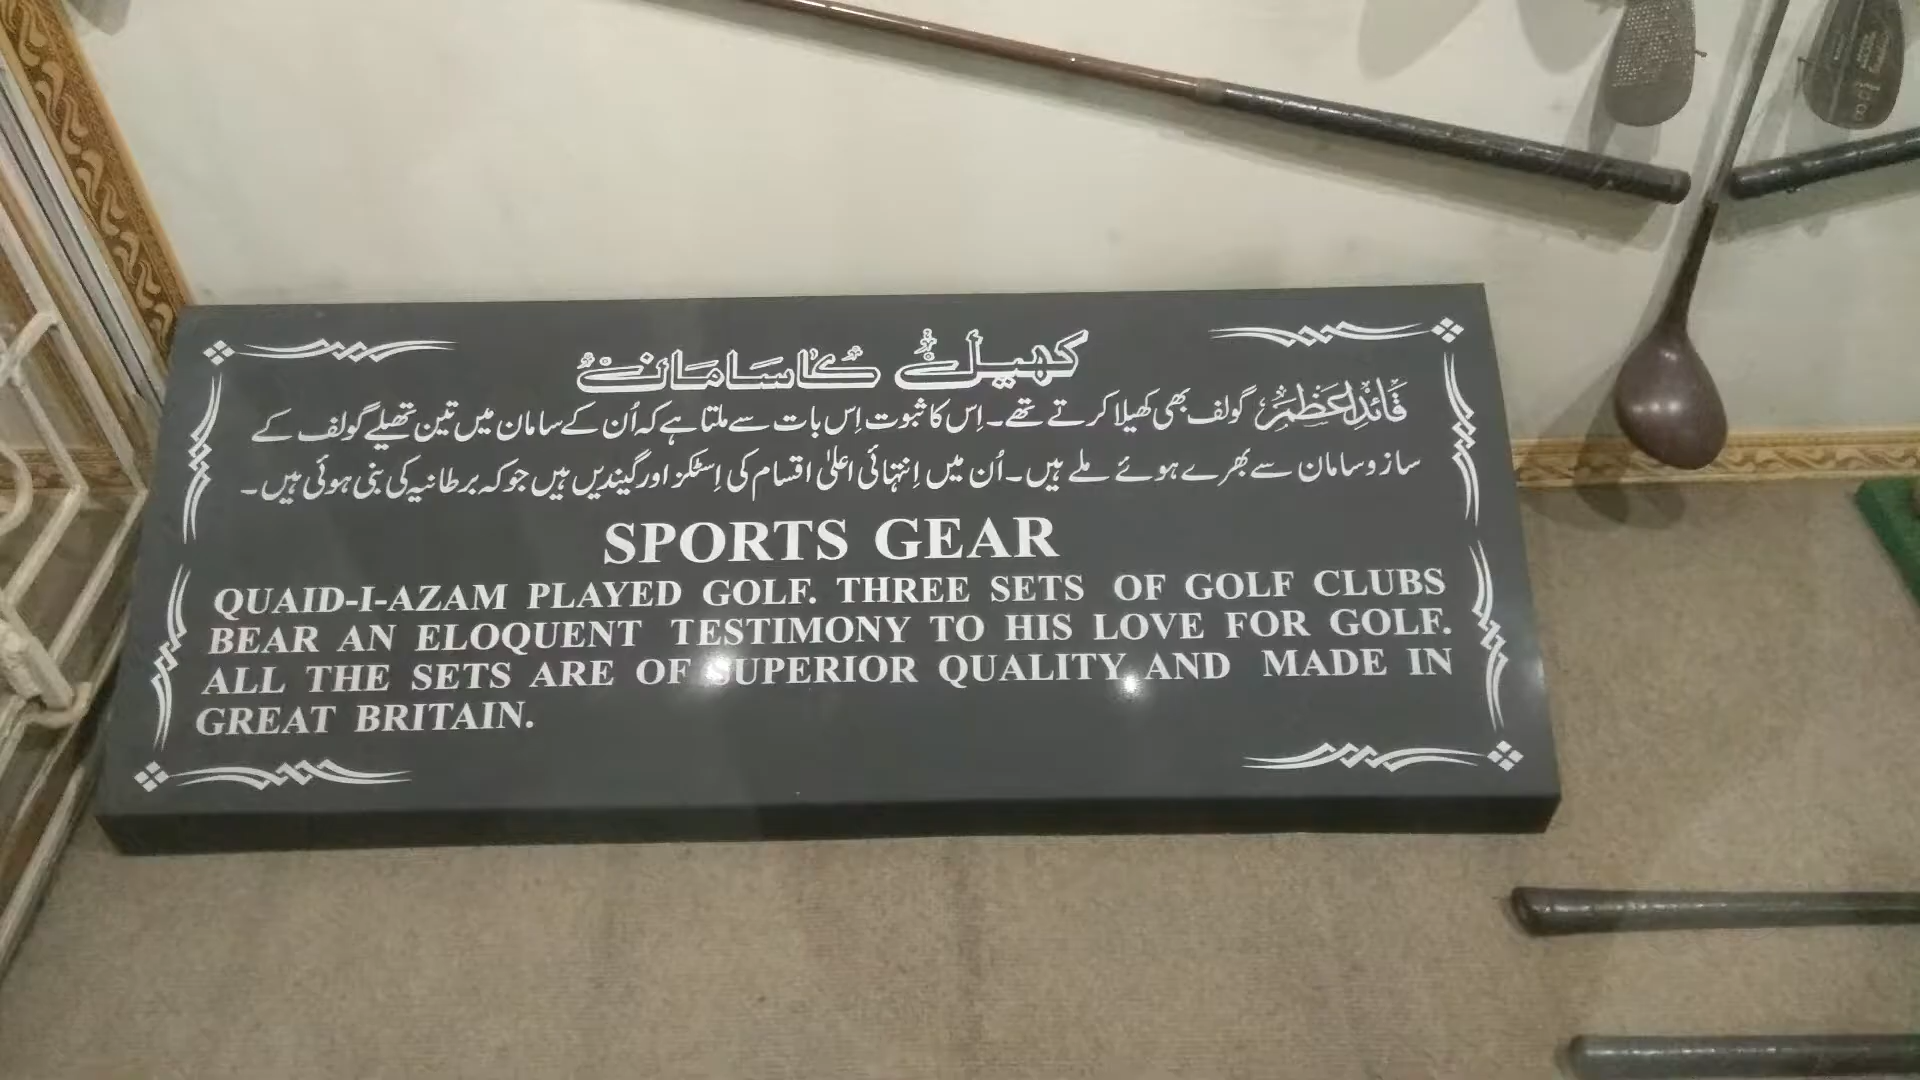 کھیل کا سامان
قائداعظمؒ گولف بھی کھیلا کرتے تھے۔ اِس کا ثبوت اِس بات سے ملتا ہے کہ اُن کے سامان میں تین تھیلے گولف کے
ساز و سامان سے بھرے ہوئے ملے ہیں۔ اُن میں اِنتہائی اعلیٰ اقسام کی اِسٹکز اور گیندیں ہیں جو کہ برطانیہ کی بنی ہوئی ہیں۔
SPORTS GEAR
QUAID-I-AZAM PLAYED GOLF. THREE SETS OF GOLF CLUBS
BEAR AN ELOQUENT TESTIMONY TO HIS LOVE FOR GOLF.
ALL THE SETS ARE OF SUPERIOR QUALITY AND MADE IN
GREAT BRITAIN.